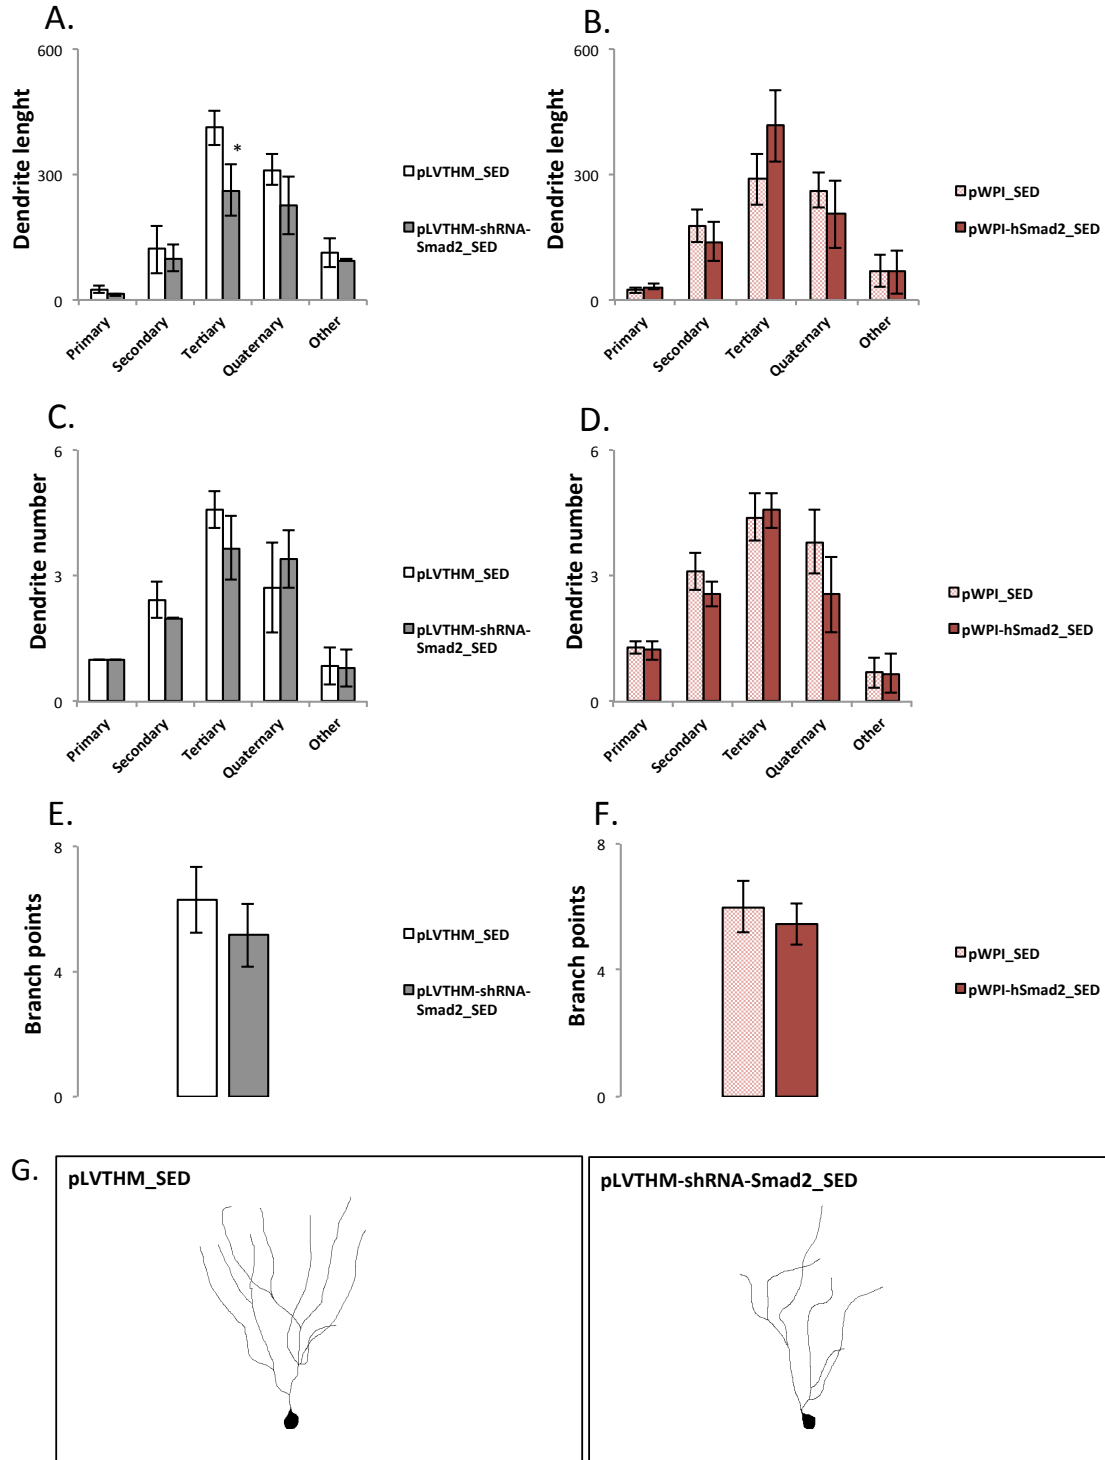 A.
600
300
0
Dendrite lenght
Primary
Secondary
Tertiary
Quaternary
Other
*
pLVTHM_SED
pLVTHM-shRNA-
Smad2_SED
B.
600
300
0
Dendrite lenght
Primary
Secondary
Tertiary
Quaternary
Other
pWPI_SED
pWPI-hSmad2_SED
C.
6
3
0
Dendrite number
Primary
Secondary
Tertiary
Quaternary
Other
pLVTHM_SED
pLVTHM-shRNA-
Smad2_SED
D.
6
3
0
Dendrite number
Primary
Secondary
Tertiary
Quaternary
Other
pWPI_SED
pWPI-hSmad2_SED
E.
8
4
0
Branch points
pLVTHM_SED
pLVTHM-shRNA-
Smad2_SED
F.
8
4
0
Branch points
pWPI_SED
pWPI-hSmad2_SED
G.
pLVTHM_SED
pLVTHM-shRNA-Smad2_SED